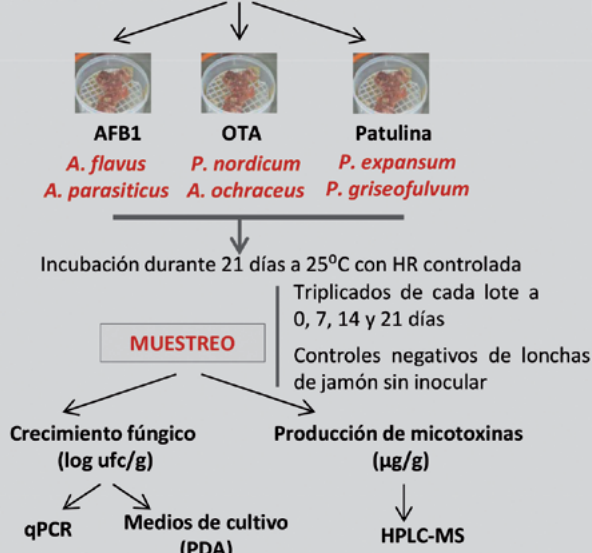 AFB1 OTA Patulina
A. flavus P. nordicum P. expansum
A. parasiticus A. ochraceus P. griseofulvum
Incubación durante 21 días a 25ºC con HR controlada
Triplicados de cada lote a
0, 7, 14 y 21 días
MUESTREO
Controles negativos de lonchas
de jamón sin inocular
Crecimiento fúngico
(log ufc/g)
Producción de micotoxinas
(µg/g)
qPCR
Medios de cultivo
(PDA)
HPLC-MS